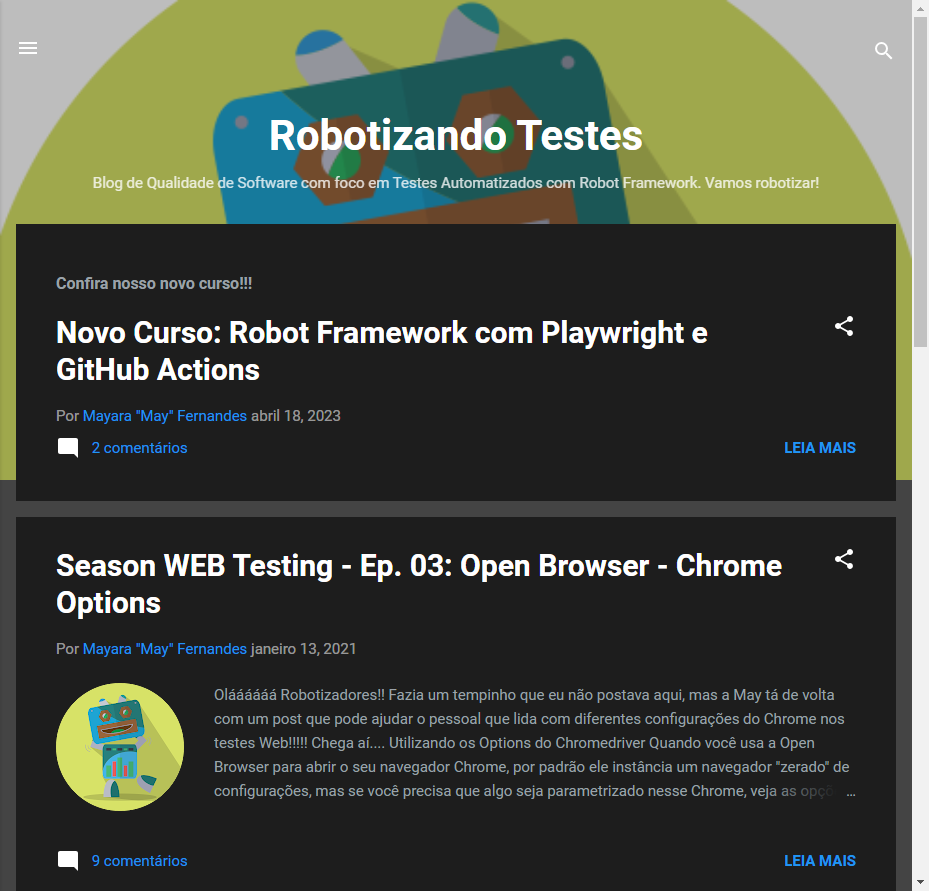 Robotizando Testes
Blog de Qualidade de Software com foco em Testes Automatizados com Robot Framework. Vamos robotizar!
Confira nosso novo curso!!!
Novo Curso: Robot Framework com Playwright e
GitHub Actions
Por Mayara "May" Fernandes abril 18, 2023
2 comentários
LEIA MAIS
Season WEB Testing - Ep. 03: Open Browser - Chrome
Options
Por Mayara "May" Fernandes janeiro 13, 2021
Oláááááá Robotizadores!! Fazia um tempinho que eu não postava aqui, mas a May tá de volta
com um post que pode ajudar o pessoal que lida com diferentes configurações do Chrome nos
testes Web!!!!! Chega aí.... Utilizando os Options do Chromedriver Quando você usa a Open
Browser para abrir o seu navegador Chrome, por padrão ele instância um navegador "zerado" de
configurações, mas se você precisa que algo seja parametrizado nesse Chrome, veja as opçõ ...
9 comentários
LEIA MAIS